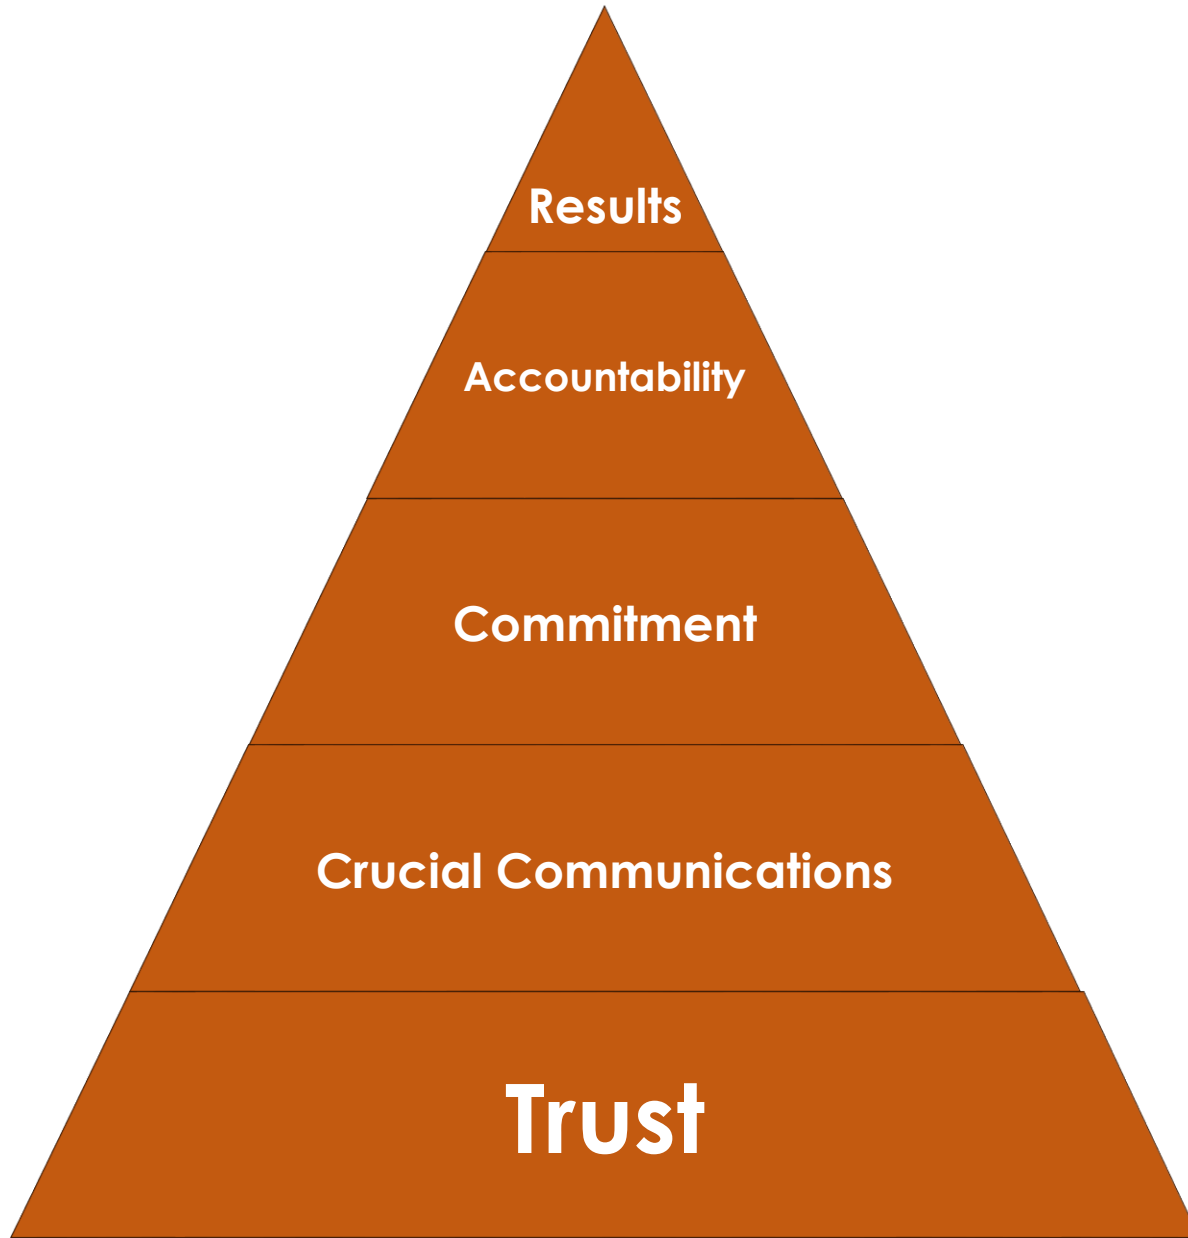 Results
Accountability
Commitment
Crucial Communications
Trust